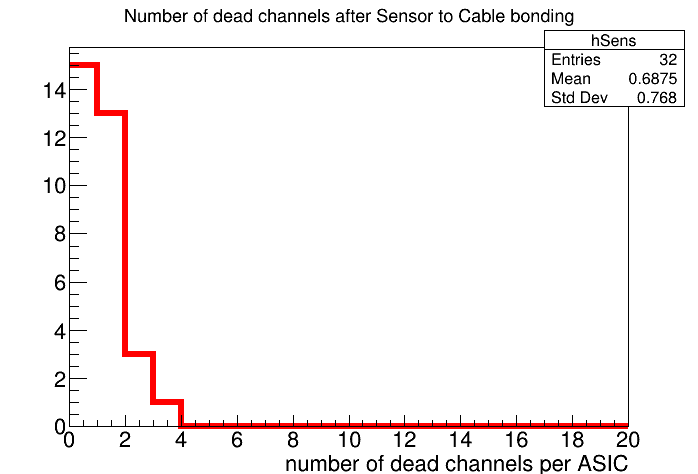 Number of dead channels after Sensor to Cable bonding
hSens
Entries 32
Mean 0.6875
Std Dev 0.768
14
12
10
8
6
4
2
0
0 2 4 6 8 10 12 14 16 18 20
number of dead channels per ASIC